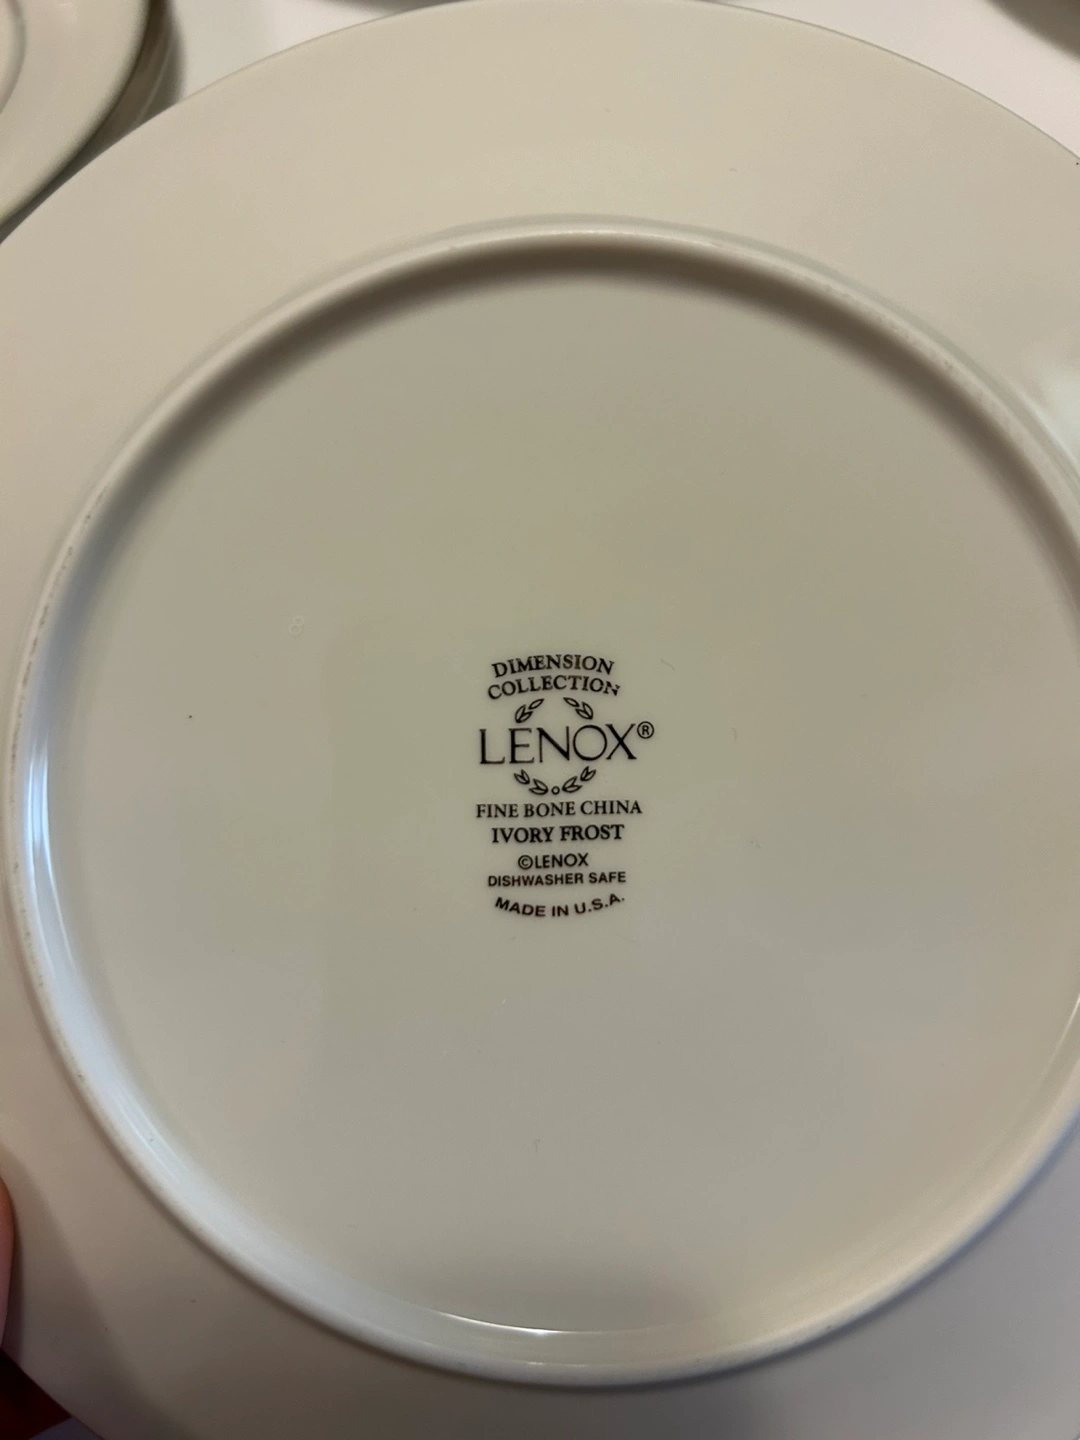 DIMENSION
COLLECTION
LENOX®
FINE BONE CHINA
IVORY FROST
©LENOX
DISHWASHER SAFE
MADE IN U.S.A.